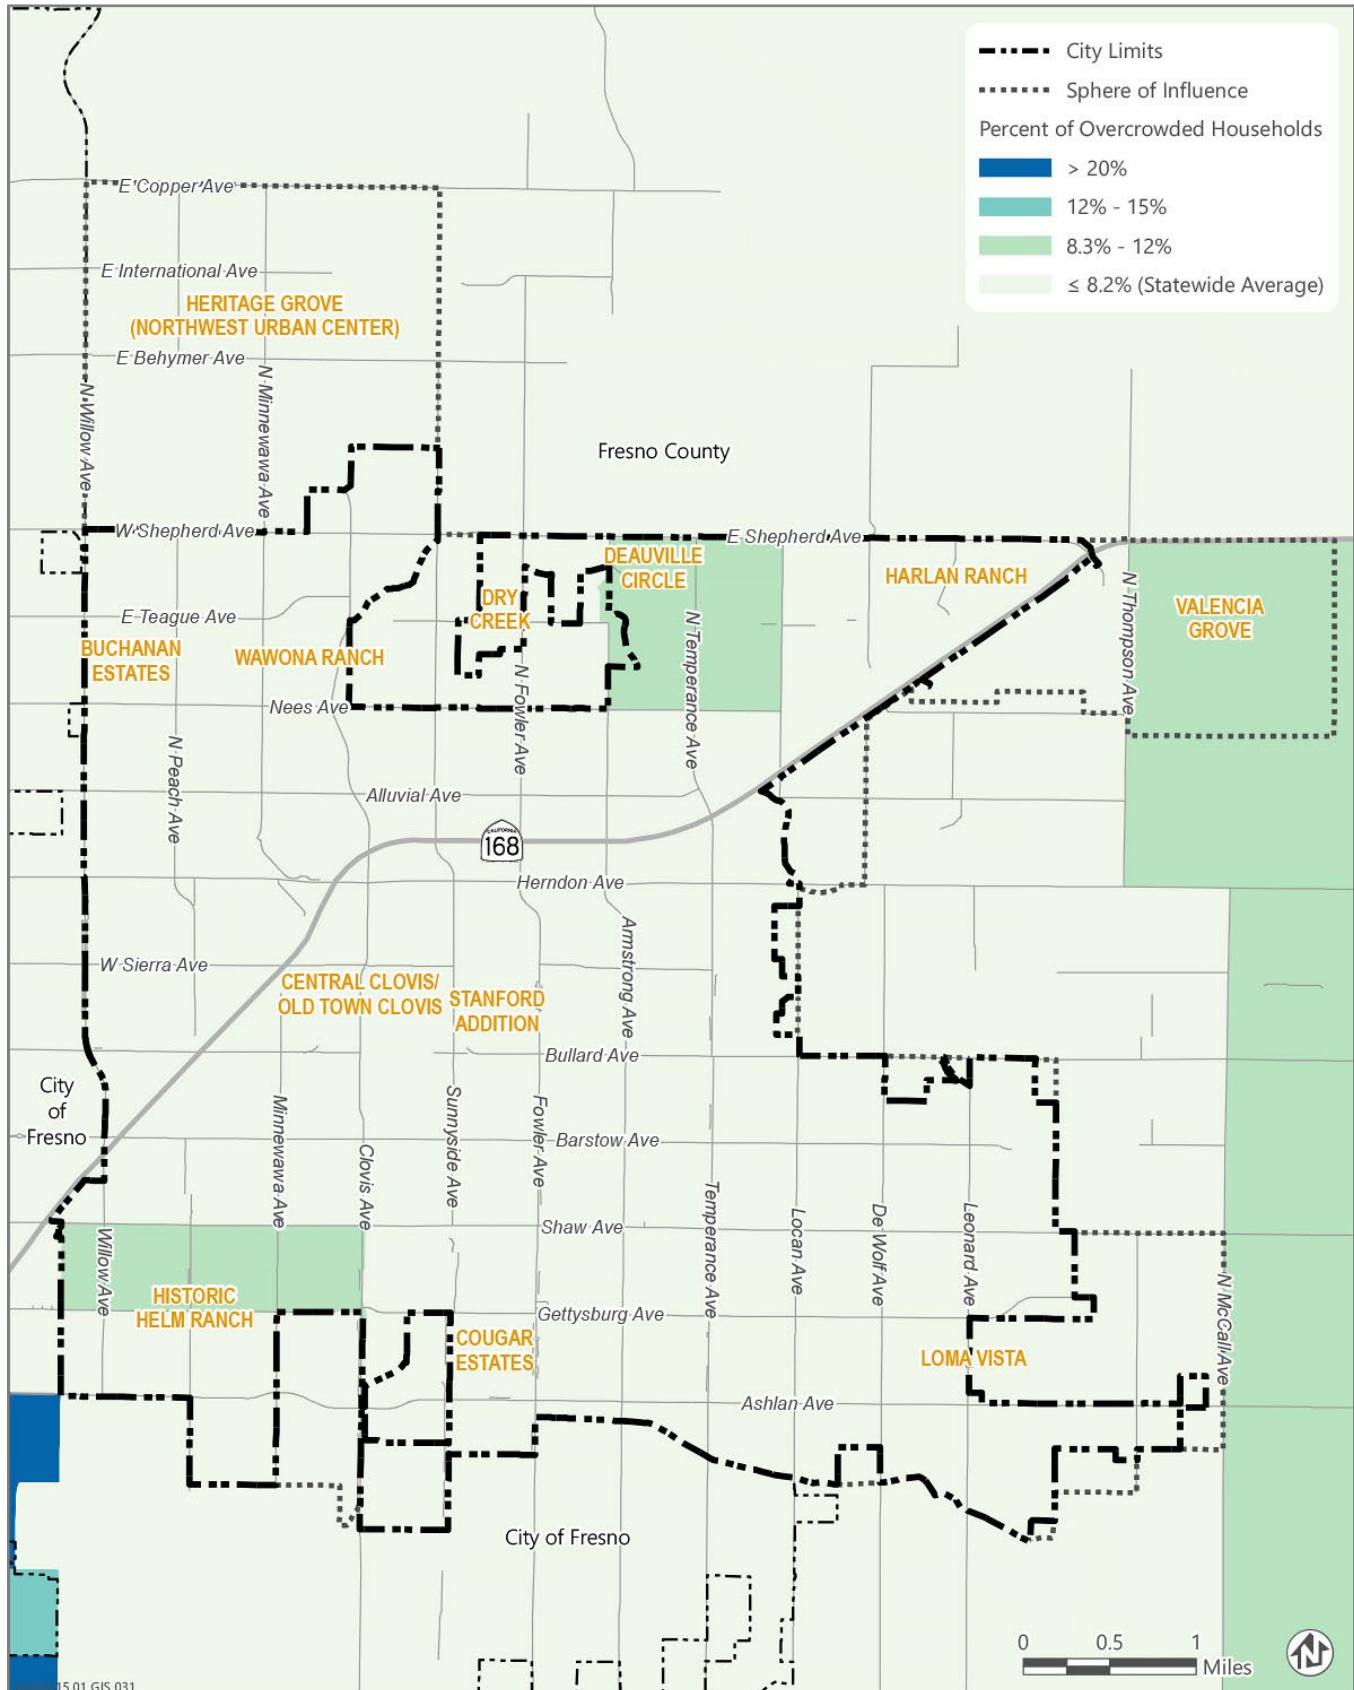 City Limits
Sphere of Influence
Percent of Overcrowded Households
> 20%
12% - 15%
8.3% - 12%
≤ 8.2% (Statewide Average)
E Copper Ave
E International Ave
HERITAGE GROVE
(NORTHWEST URBAN CENTER)
E Behymer Ave
N Willow Ave
N Minnewawa Ave
Fresno County
W Shepherd Ave
E Shepherd Ave
DEAUVILLE
CIRCLE
HARLAN RANCH
DRY
CREEK
VALENCIA
GROVE
E Teague Ave
BUCHANAN
ESTATES
WAWONA RANCH
N Temperance Ave
N Thompson Ave
N Fowler Ave
Nees Ave
N Peach Ave
Alluvial Ave
CALIFORNIA
168
Herndon Ave
Armstrong Ave
W Sierra Ave
CENTRAL CLOVIS/
OLD TOWN CLOVIS
STANFORD
ADDITION
Bullard Ave
City
of
Fresno
Minnewawa Ave
Clovis Ave
Sunnyside Ave
Fowler Ave
Barstow Ave
Temperance Ave
Locan Ave
De Wolf Ave
Leonard Ave
Shaw Ave
Willow Ave
HISTORIC
HELM RANCH
Gettysburg Ave
COUGAR
ESTATES
LOMA VISTA
N McCall Ave
Ashlan Ave
City of Fresno
0 0.5 1
Miles
N
15.01 GIS 031